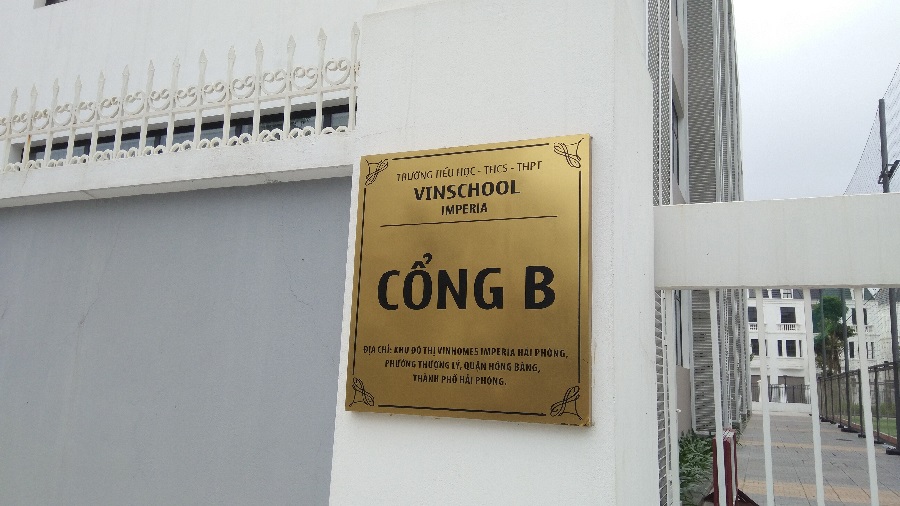 TRƯỜNG TIỂU HỌC - THCS - THPT
VINSCHOOL
IMPERIA
CỔNG B
ĐỊA CHỈ: KHU ĐÔ THỊ VINHOMES IMPERIA HẢI PHÒNG,
PHƯỜNG THƯỢNG LÝ, QUẬN HỒNG BÀNG,
THÀNH PHỐ HẢI PHÒNG.